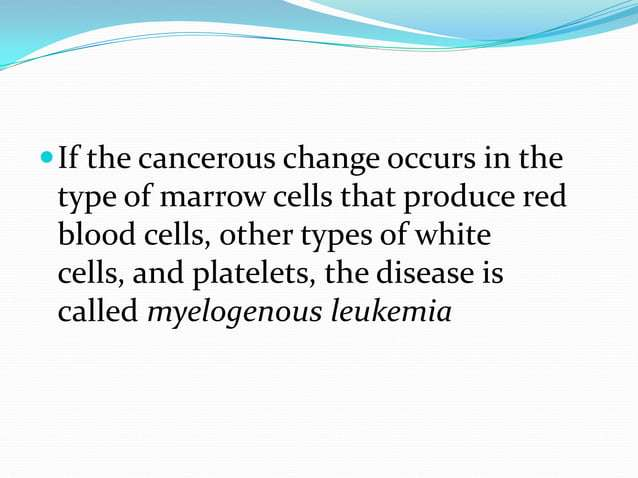 If the cancerous change occurs in the
type of marrow cells that produce red
blood cells, other types of white
cells, and platelets, the disease is
called myelogenous leukemia